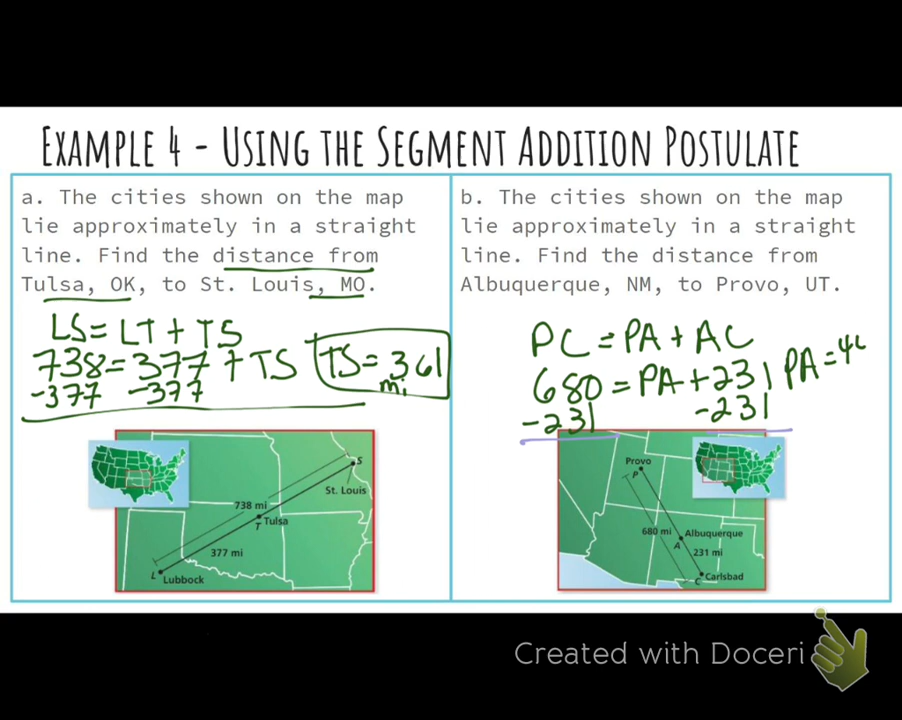 EXAMPLE 4 - USING THE SEGMENT ADDITION POSTULATE
a. The cities shown on the map
lie approximately in a straight
line. Find the distance from
Tulsa, OK, to St. Louis, MO.
LS = LT + TS
738 = 377 + TS
-377 -377
TS = 361
mi
738 mi
377 mi
S
St. Louis
T
Tulsa
L
Lubbock
b. The cities shown on the map
lie approximately in a straight
line. Find the distance from
Albuquerque, NM, to Provo, UT.
PC = PA + AC
680 = PA + 231
-231 -231
PA = 44
Provo
P
680 mi
Albuquerque
A
231 mi
C
Carlsbad
Created with Doceri